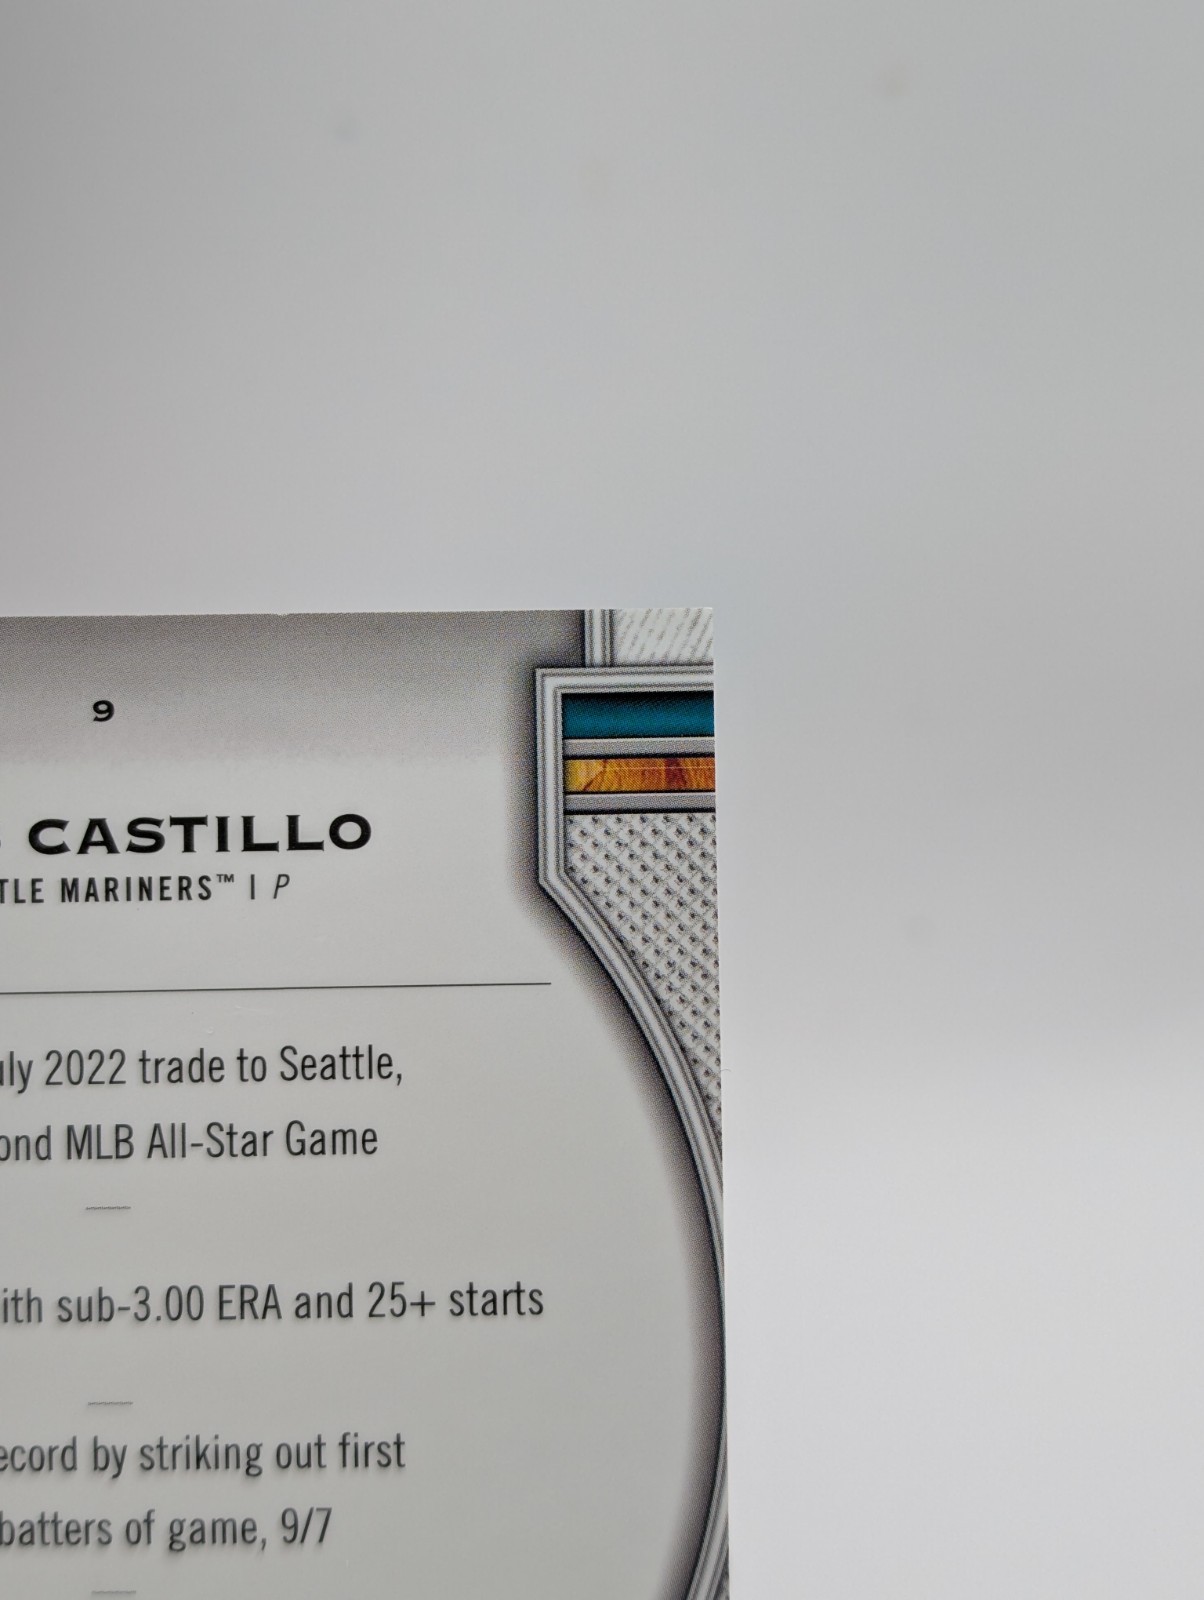 9
CASTILLO
TLE MARINERS™ | P
uly 2022 trade to Seattle,
ond MLB All-Star Game
ith sub-3.00 ERA and 25+ starts
ecord by striking out first
batters of game, 9/7